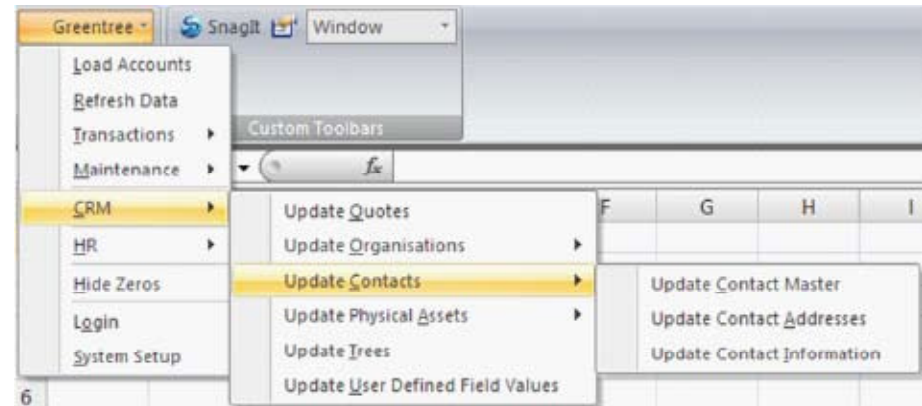 Greentree
SnagIt
Window
Load Accounts
Refresh Data
Transactions
Maintenance
CRM
HR
Hide Zeros
Login
System Setup
Custom Toolbars
fx
F G H I
Update Quotes
Update Organisations
Update Contacts
Update Physical Assets
Update Trees
Update User Defined Field Values
Update Contact Master
Update Contact Addresses
Update Contact Information
6